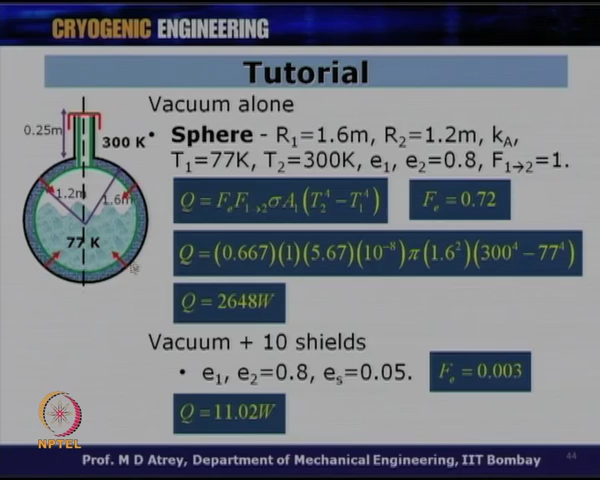 CRYOGENIC ENGINEERING
Tutorial
Vacuum alone
0.25m
300 K
• Sphere - R₁=1.6m, R₂=1.2m, k_A,
T₁=77K, T₂=300K, e₁, e₂=0.8, F₁→₂=1.
1.2m
1.6m
77 K
Q = FₑF₁→₂σA₁(T₂⁴ − T₁⁴)
Fₑ = 0.72
Q = (0.667)(1)(5.67)(10⁻⁸)π(1.6²)(300⁴ − 77⁴)
Q = 2648W
Vacuum + 10 shields
• e₁, e₂=0.8, eₛ=0.05.
Fₑ = 0.003
Q = 11.02W
NPTEL
Prof. M D Atrey, Department of Mechanical Engineering, IIT Bombay
44